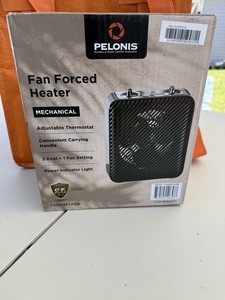 PELONIS
Fan Forced
Heater
MECHANICAL
Adjustable Thermostat
Convenient Carrying
Handle
2 Heat + 1 Fan Setting
Power Indicator Light